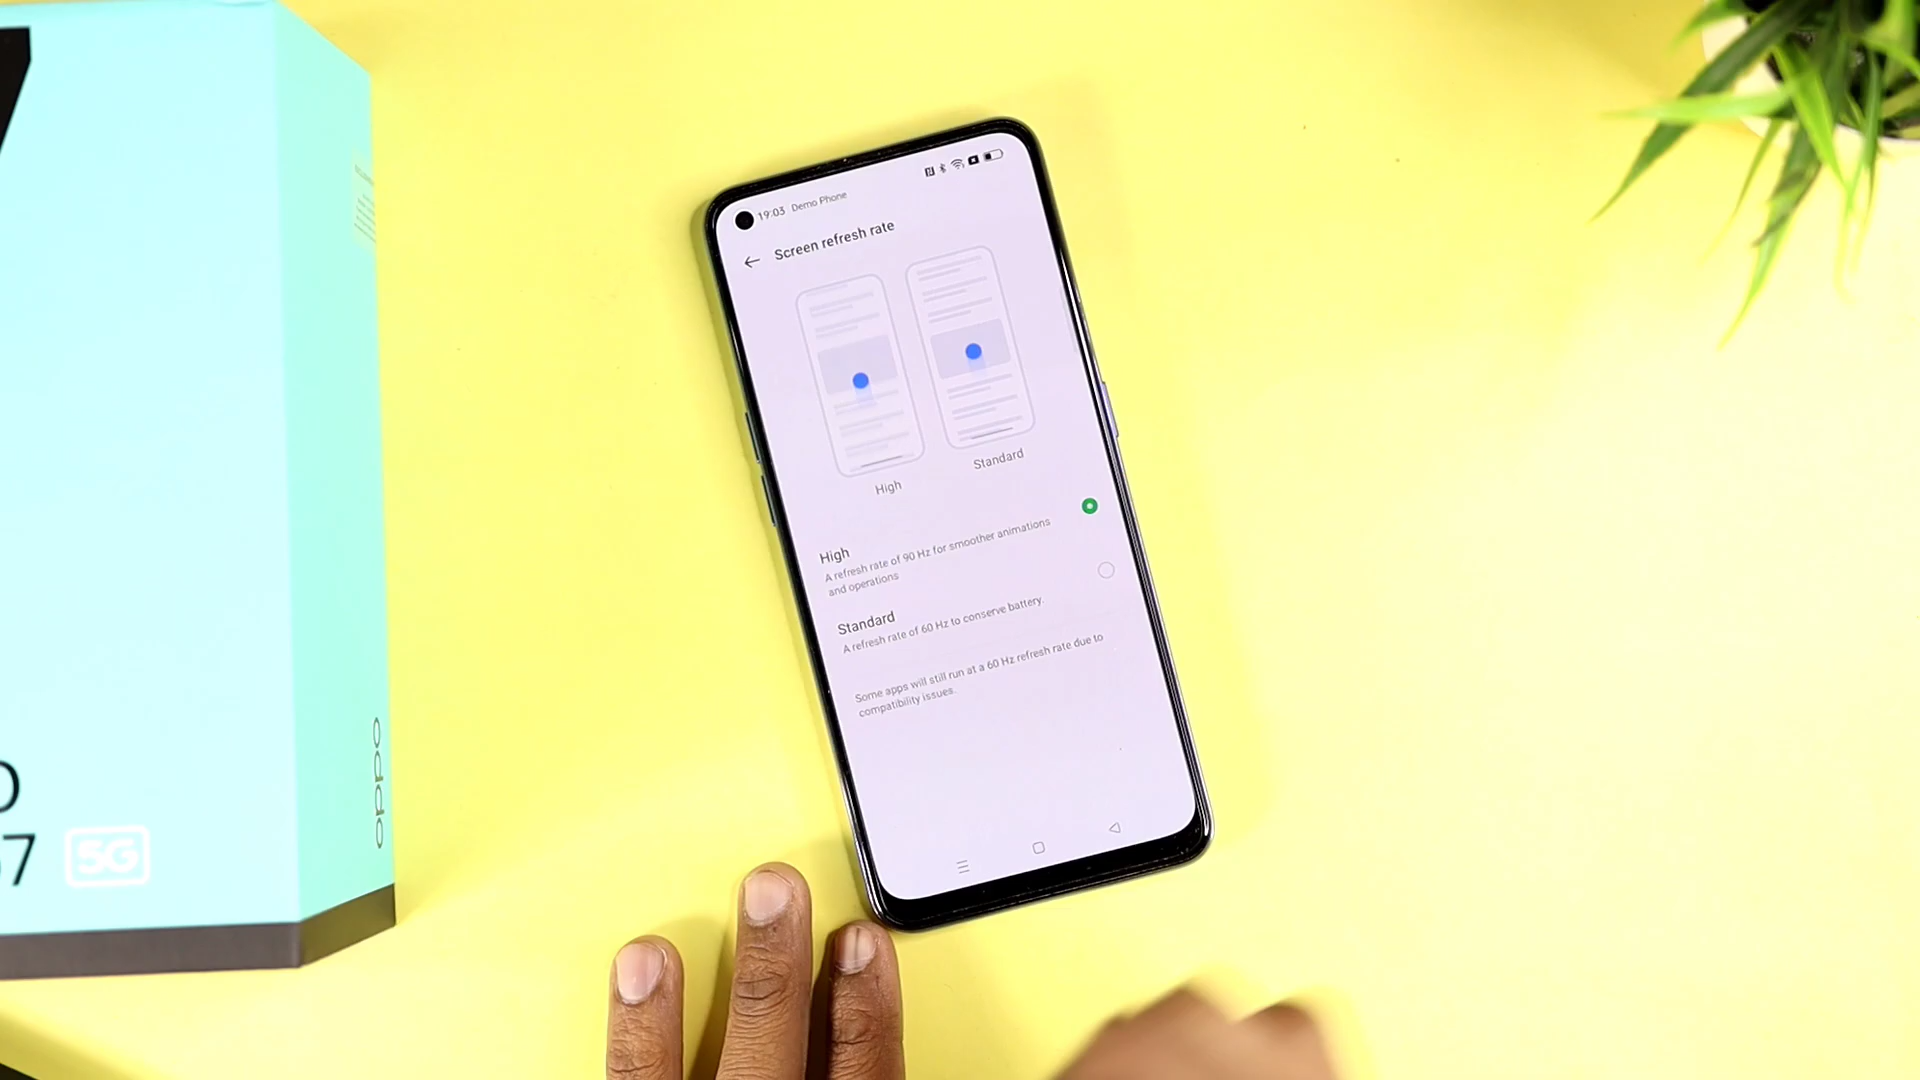 19:03 Demo Phone
Screen refresh rate
High
Standard
High
A refresh rate of 90 Hz for smoother animations
and operations
Standard
A refresh rate of 60 Hz to conserve battery.
Some apps will still run at a 60 Hz refresh rate due to
compatibility issues.
oppo
7
5G